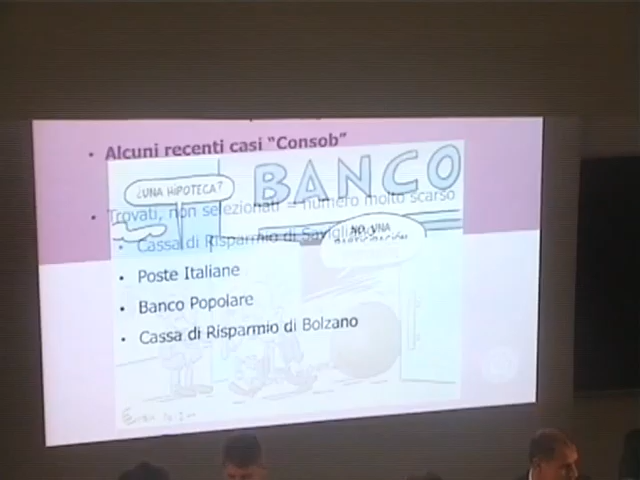 • Alcuni recenti casi "Consob"
BANCO
¿UNA HIPOTECA?
• Trovati, non selezionati = numero molto scarso
NO, UNA
• Cassa di Risparmio di Savigliano
• Poste Italiane
• Banco Popolare
• Cassa di Risparmio di Bolzano